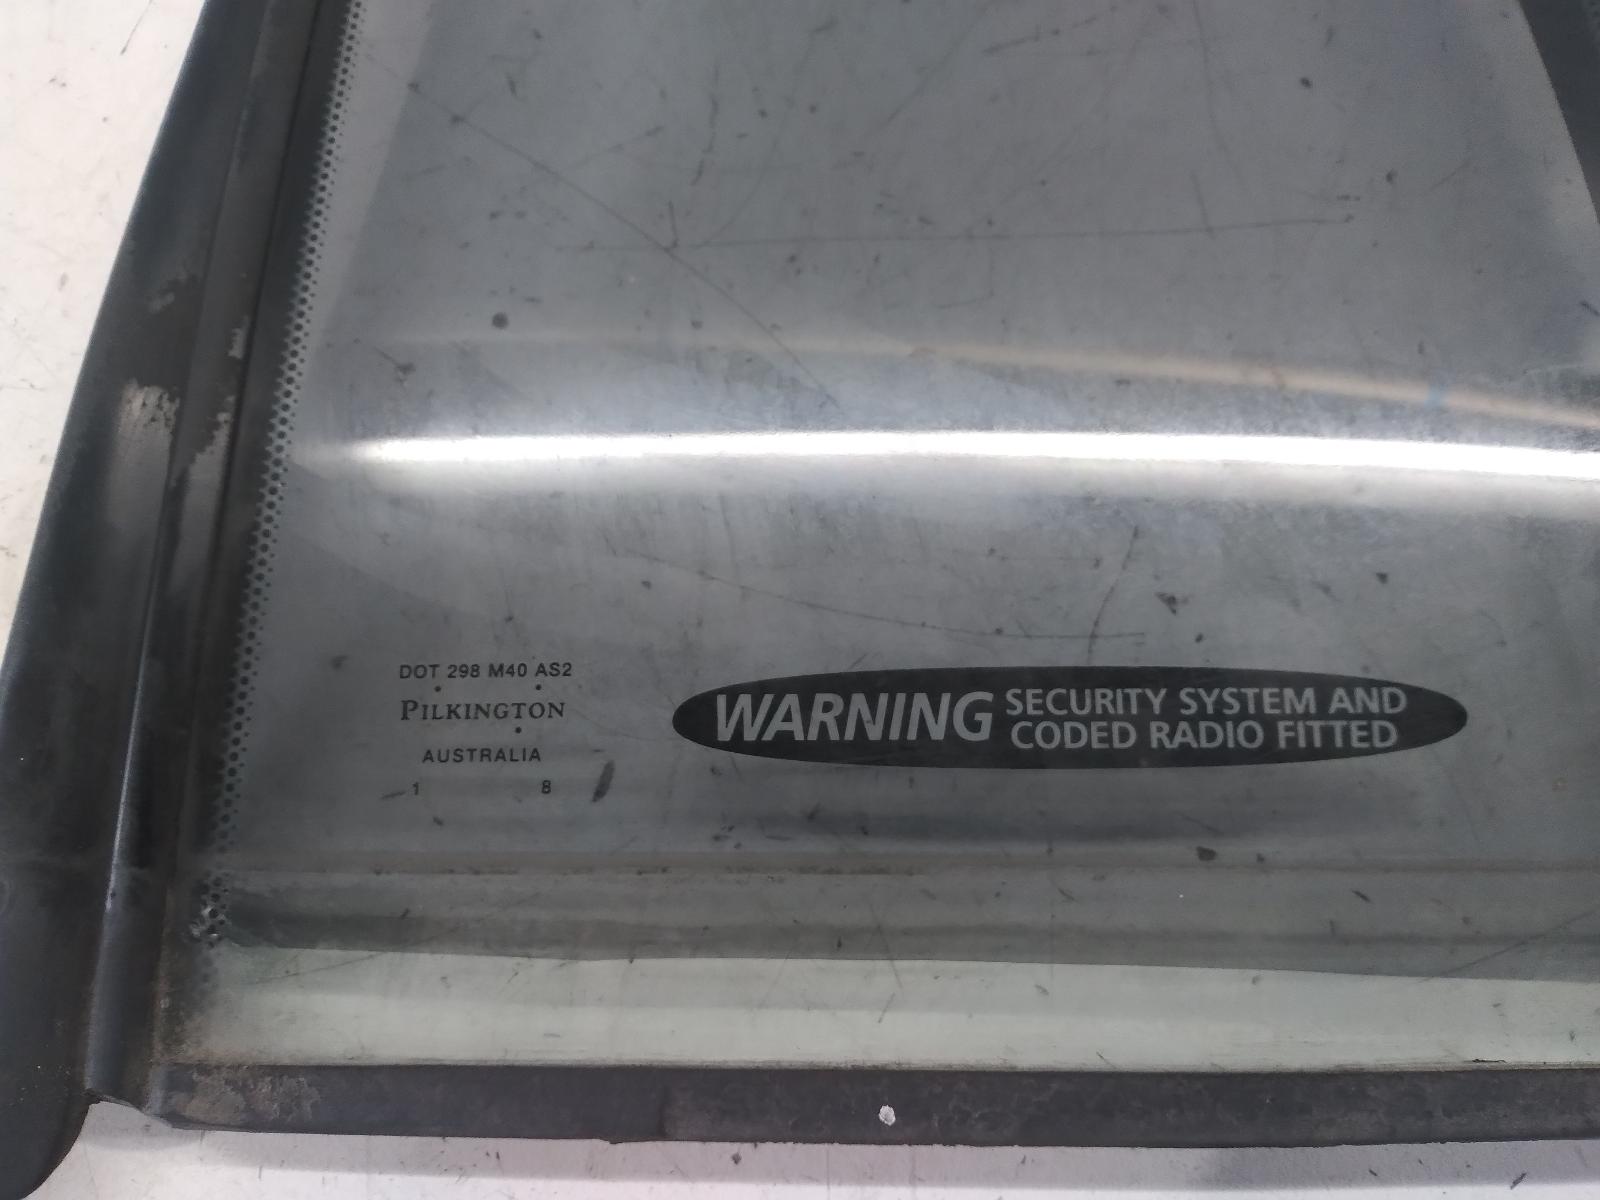 DOT 298 M40 AS2
PILKINGTON
AUSTRALIA
1 8
WARNING SECURITY SYSTEM AND
CODED RADIO FITTED